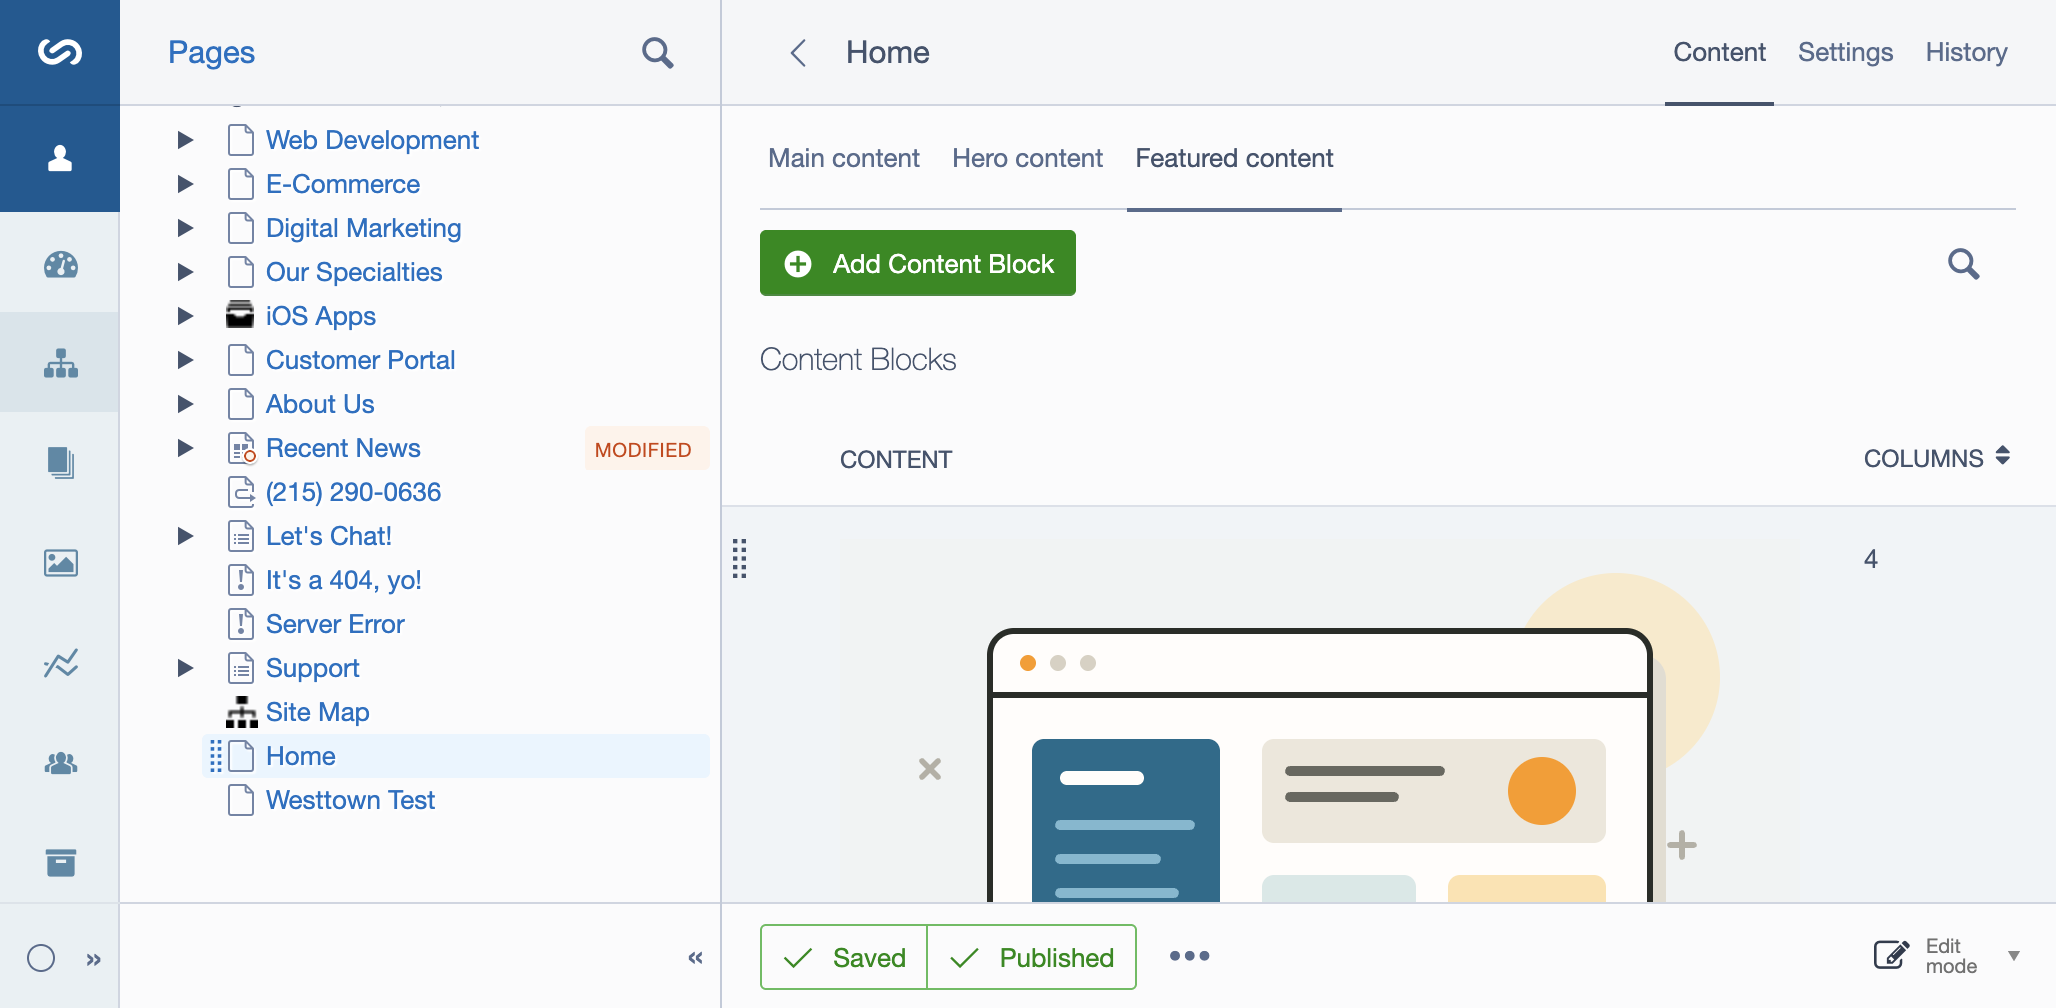 Pages
Home
Content
Settings
History
Web Development
E-Commerce
Digital Marketing
Our Specialties
iOS Apps
Customer Portal
About Us
Recent News
MODIFIED
(215) 290-0636
Let's Chat!
It's a 404, yo!
Server Error
Support
Site Map
Home
Westtown Test
Main content
Hero content
Featured content
Add Content Block
Content Blocks
CONTENT
COLUMNS
4
Saved
Published
Edit
mode